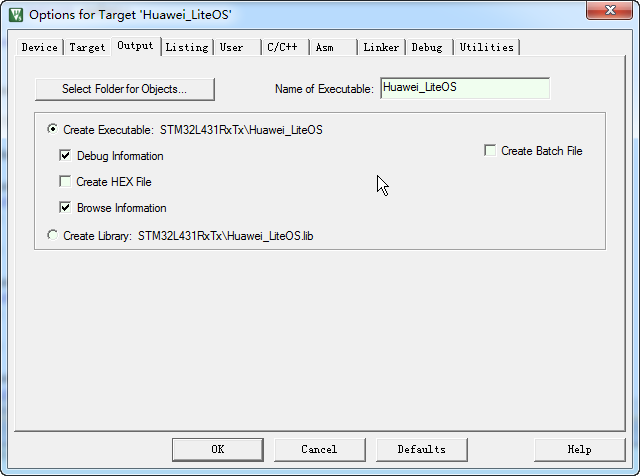 Options for Target 'Huawei_LiteOS'
Device Target Output Listing User C/C++ Asm Linker Debug Utilities
Select Folder for Objects... Name of Executable: Huawei_LiteOS
Create Executable: STM32L431RxTx\Huawei_LiteOS
Debug Information Create Batch File
Create HEX File
Browse Information
Create Library: STM32L431RxTx\Huawei_LiteOS.lib
OK Cancel Defaults Help